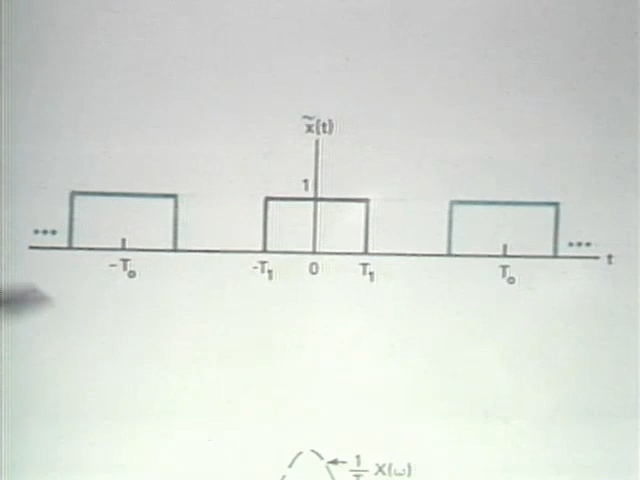 x̃(t)
1
... ...
-T₀ -T₁ 0 T₁ T₀ t
1 X(ω)